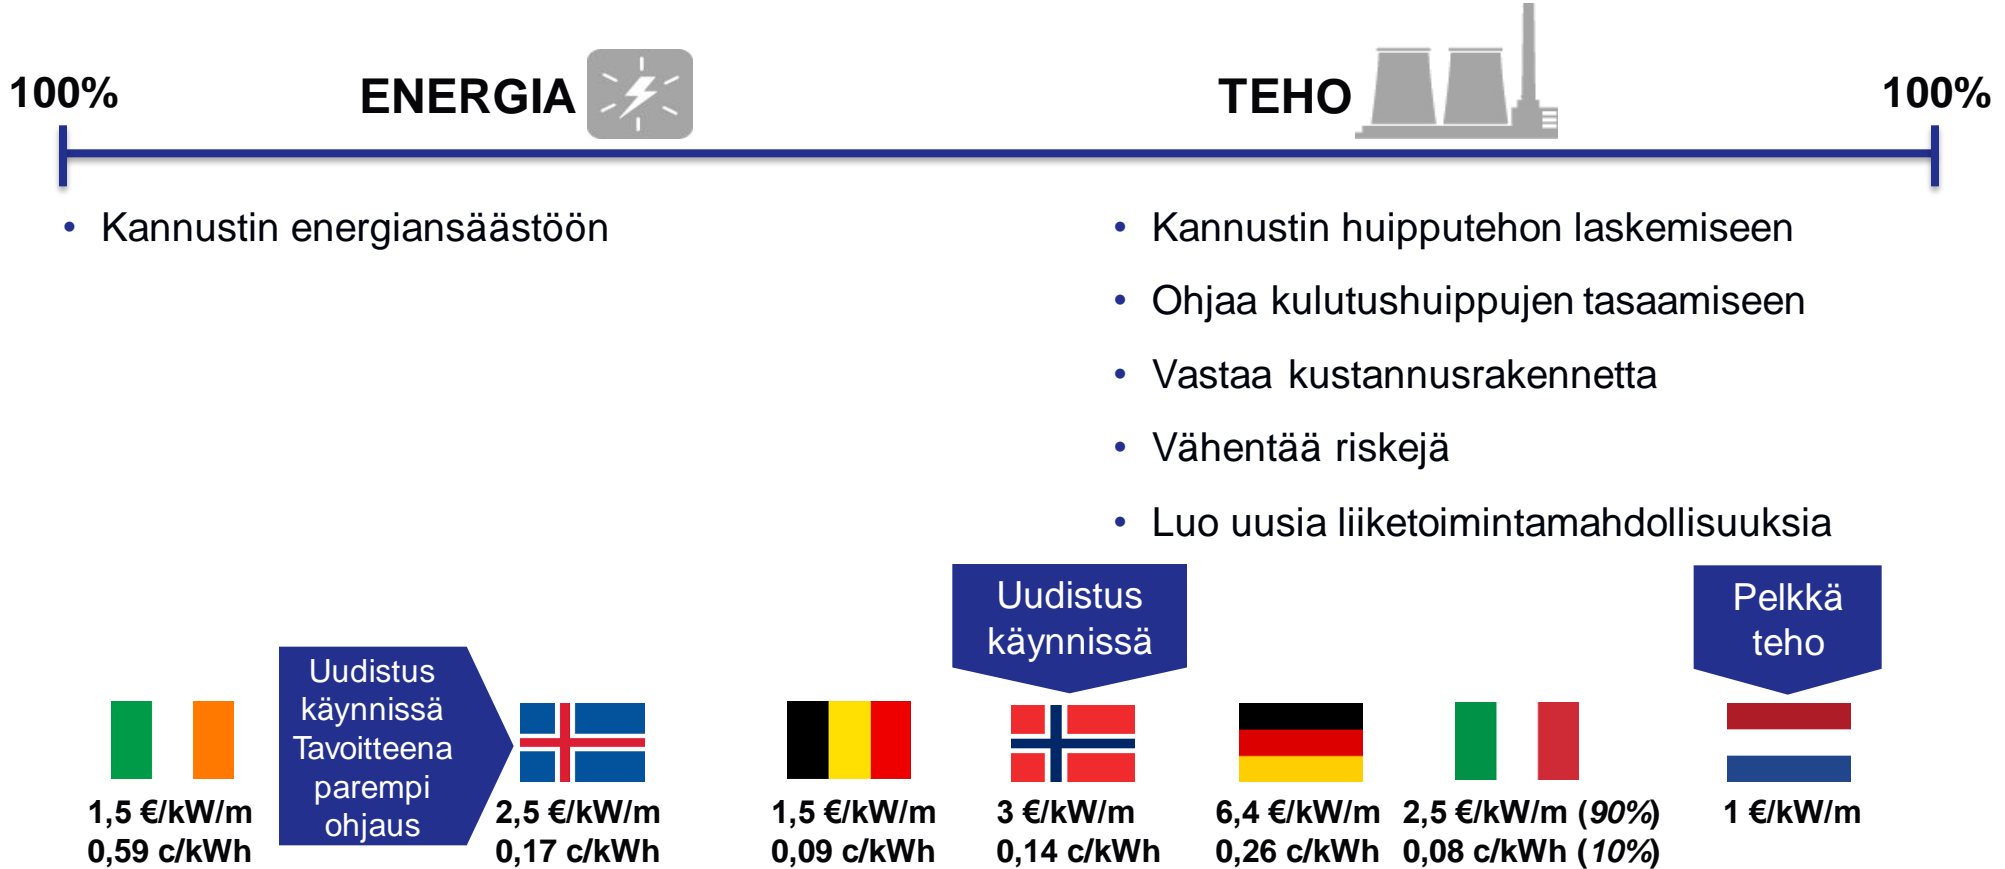 100%
ENERGIA
TEHO
100%
• Kannustin energiansäästöön
• Kannustin huipputehon laskemiseen
• Ohjaa kulutushuippujen tasaamiseen
• Vastaa kustannusrakennetta
• Vähentää riskejä
• Luo uusia liiketoimintamahdollisuuksia
Uudistus
käynnissä
Pelkkä
teho
Uudistus
käynnissä
Tavoitteena
parempi
ohjaus
1,5 €/kW/m
0,59 c/kWh
2,5 €/kW/m
0,17 c/kWh
1,5 €/kW/m
0,09 c/kWh
3 €/kW/m
0,14 c/kWh
6,4 €/kW/m
0,26 c/kWh
2,5 €/kW/m (90%)
0,08 c/kWh (10%)
1 €/kW/m